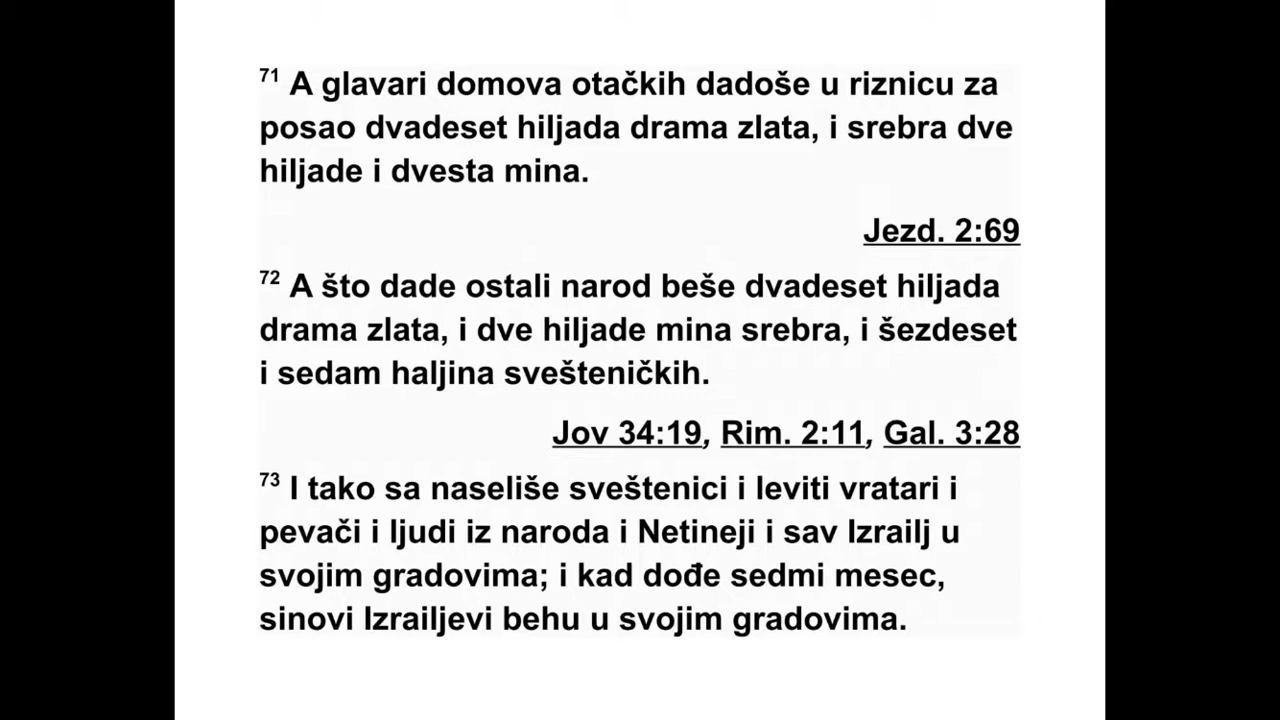 71 A glavari domova otačkih dadoše u riznicu za
posao dvadeset hiljada drama zlata, i srebra dve
hiljade i dvesta mina.
Jezd. 2:69
72 A što dade ostali narod beše dvadeset hiljada
drama zlata, i dve hiljade mina srebra, i šezdeset
i sedam haljina svešteničkih.
Jov 34:19, Rim. 2:11, Gal. 3:28
73 I tako sa naseliše sveštenici i leviti vratari i
pevači i ljudi iz naroda i Netineji i sav Izrailj u
svojim gradovima; i kad dođe sedmi mesec,
sinovi Izrailjevi behu u svojim gradovima.